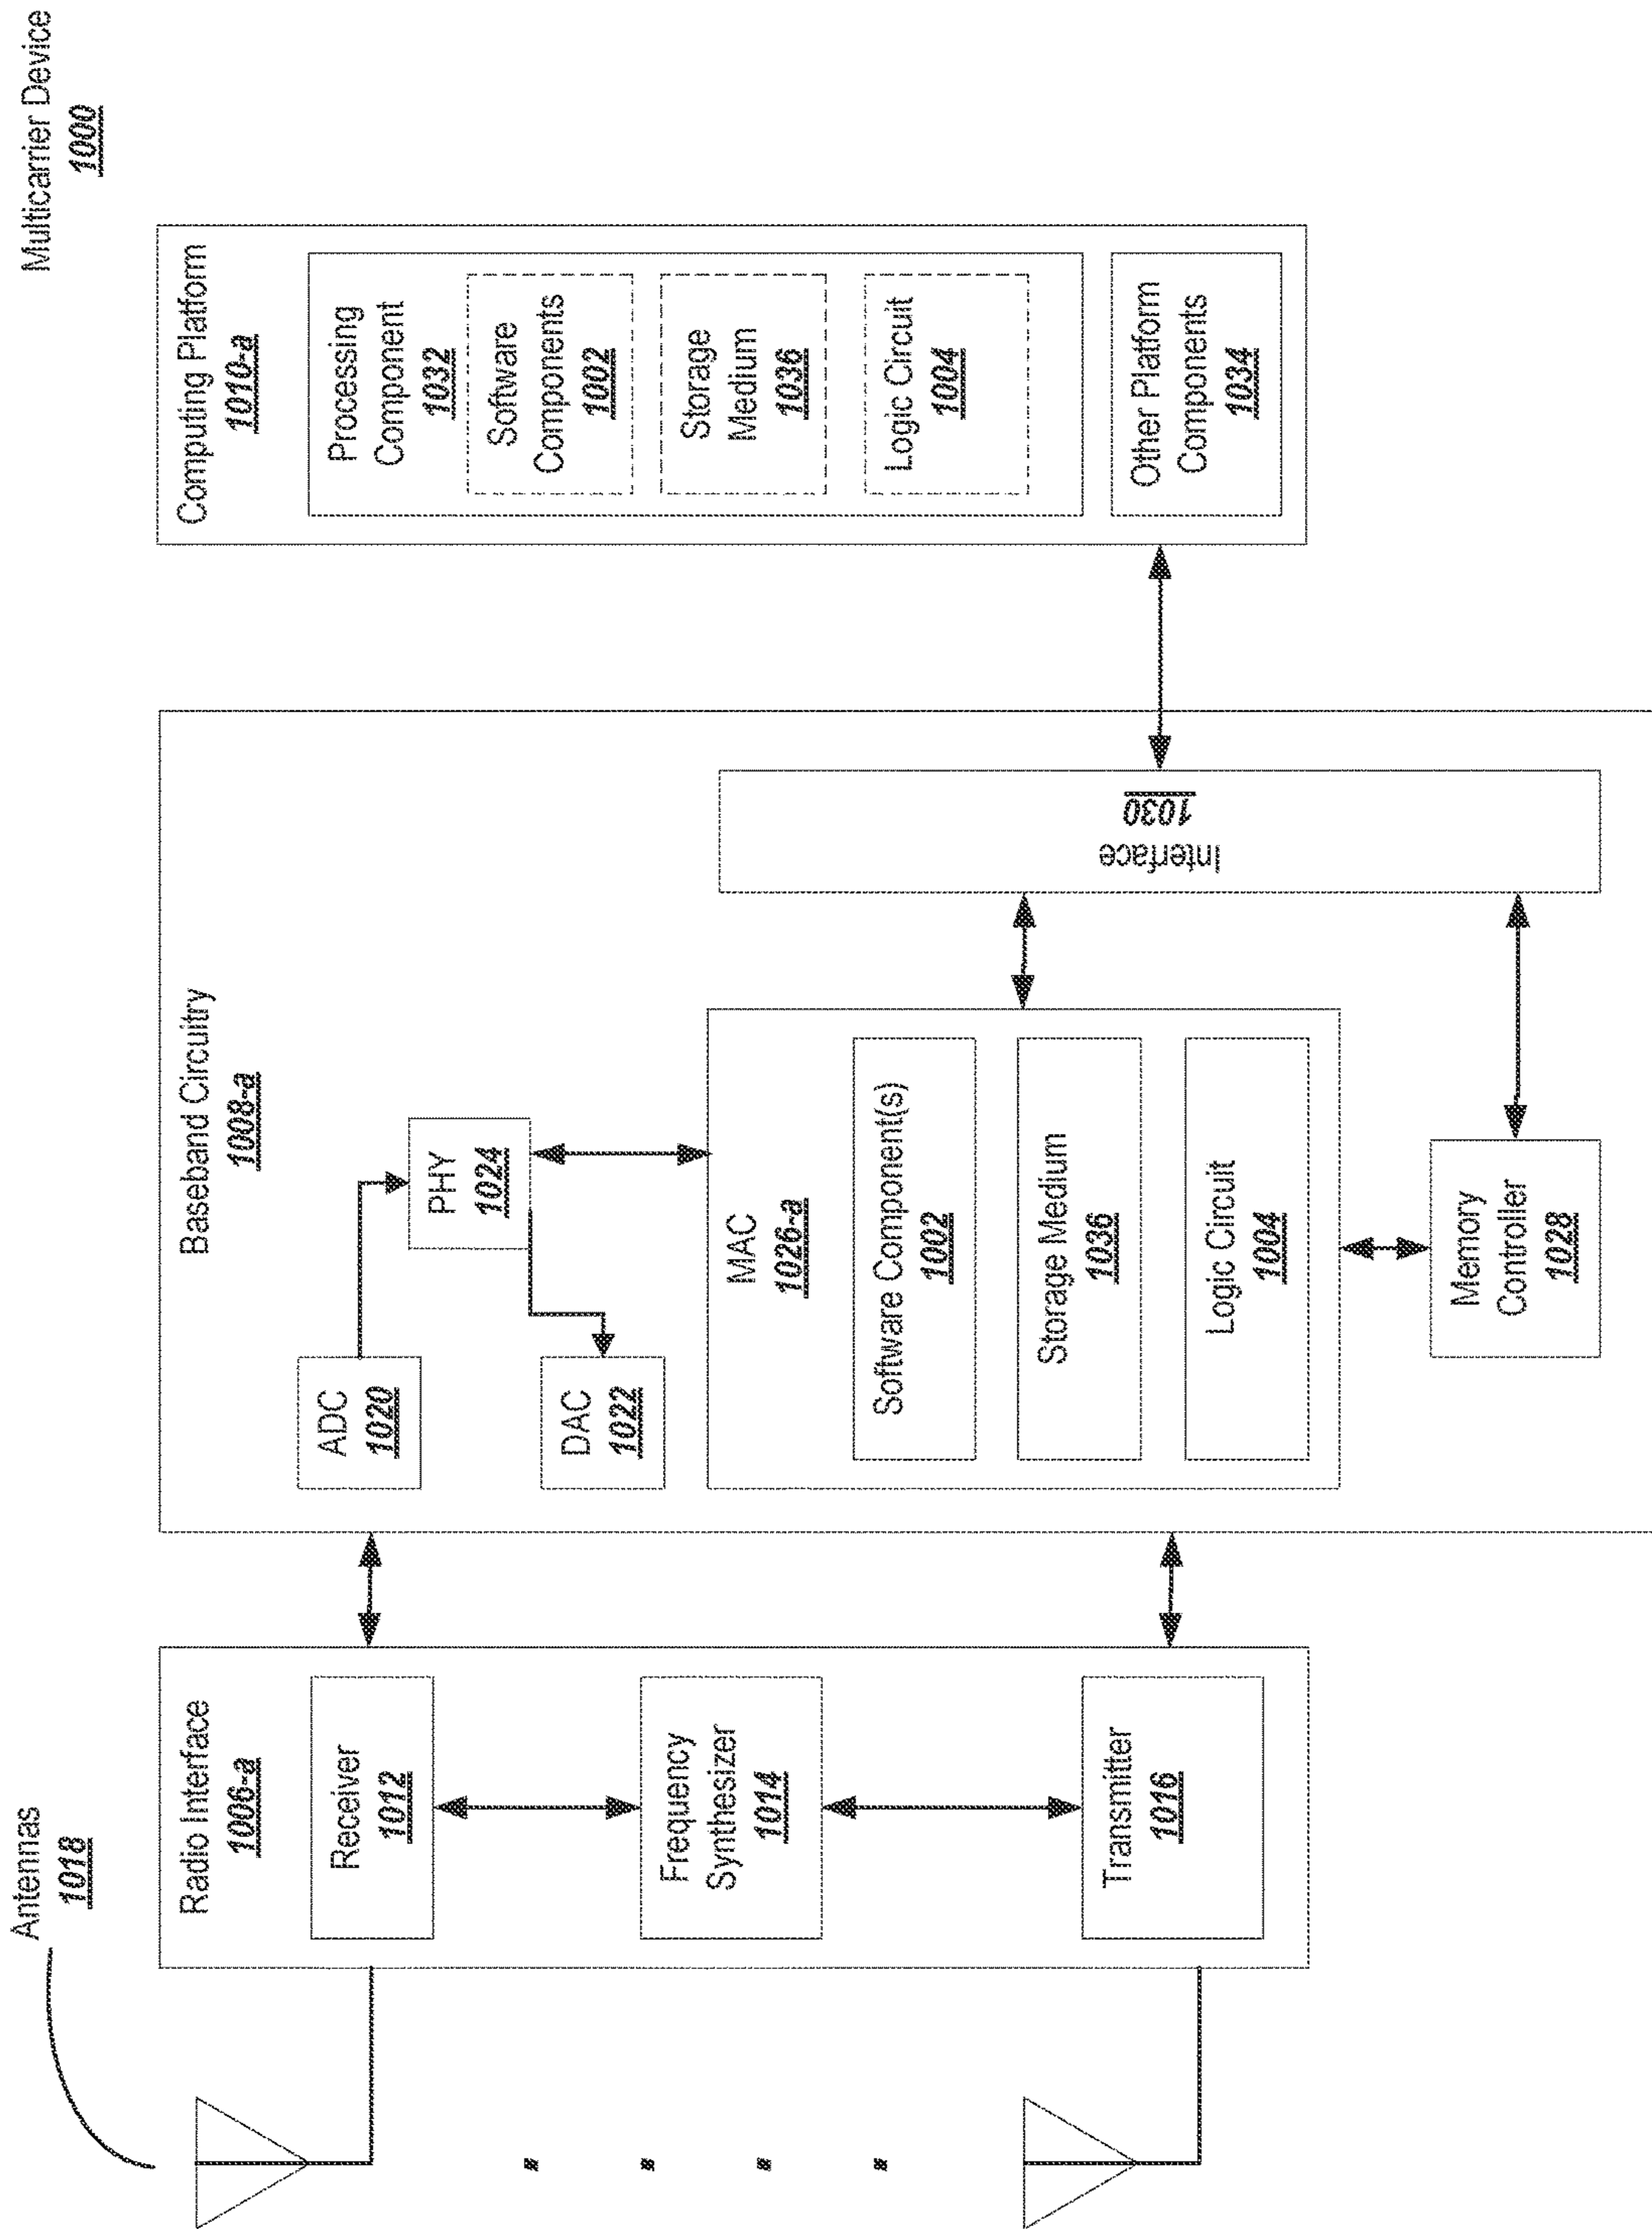 Multicarrier Device
1000
Antennas
1018
Radio Interface
1006-a
Receiver
1012
Frequency
Synthesizer
1014
Transmitter
1016
Baseband Circuitry
1008-a
ADC
1020
PHY
1024
DAC
1022
MAC
1026-a
Software Component(s)
1002
Storage Medium
1036
Logic Circuit
1004
Memory
Controller
1028
Interface
1030
Computing Platform
1010-a
Processing
Component
1032
Software
Components
1002
Storage
Medium
1036
Logic Circuit
1004
Other Platform
Components
1034